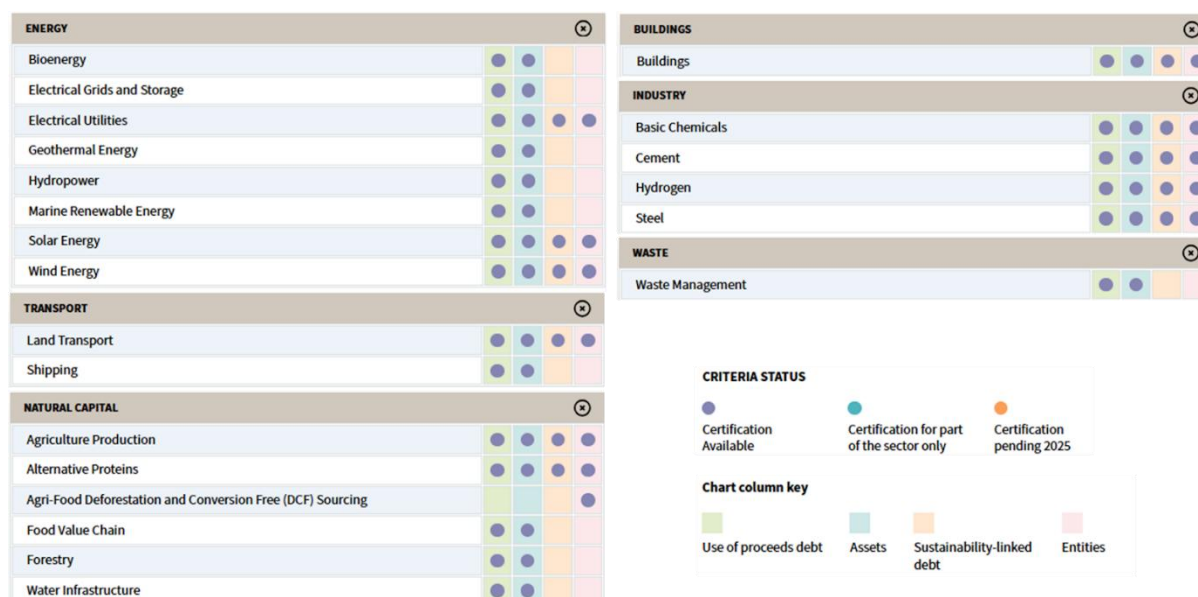 ENERGY
Bioenergy
Electrical Grids and Storage
Electrical Utilities
Geothermal Energy
Hydropower
Marine Renewable Energy
Solar Energy
Wind Energy
TRANSPORT
Land Transport
Shipping
NATURAL CAPITAL
Agriculture Production
Alternative Proteins
Agri-Food Deforestation and Conversion Free (DCF) Sourcing
Food Value Chain
Forestry
Water Infrastructure
BUILDINGS
Buildings
INDUSTRY
Basic Chemicals
Cement
Hydrogen
Steel
WASTE
Waste Management
CRITERIA STATUS
Certification
Available
Certification for part
of the sector only
Certification
pending 2025
Chart column key
Use of proceeds debt
Assets
Sustainability-linked
debt
Entities